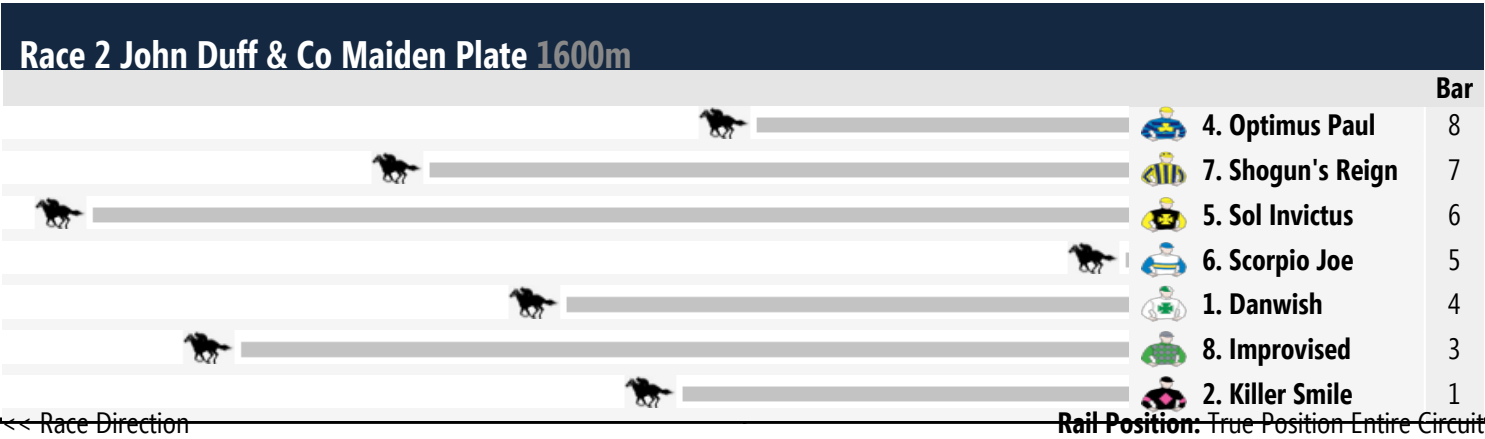 Race 2 John Duff & Co Maiden Plate 1600m
Bar
4. Optimus Paul 8
7. Shogun's Reign 7
5. Sol Invictus 6
6. Scorpio Joe 5
1. Danwish 4
8. Improvised 3
2. Killer Smile 1
<< Race Direction Rail Position: True Position Entire Circuit